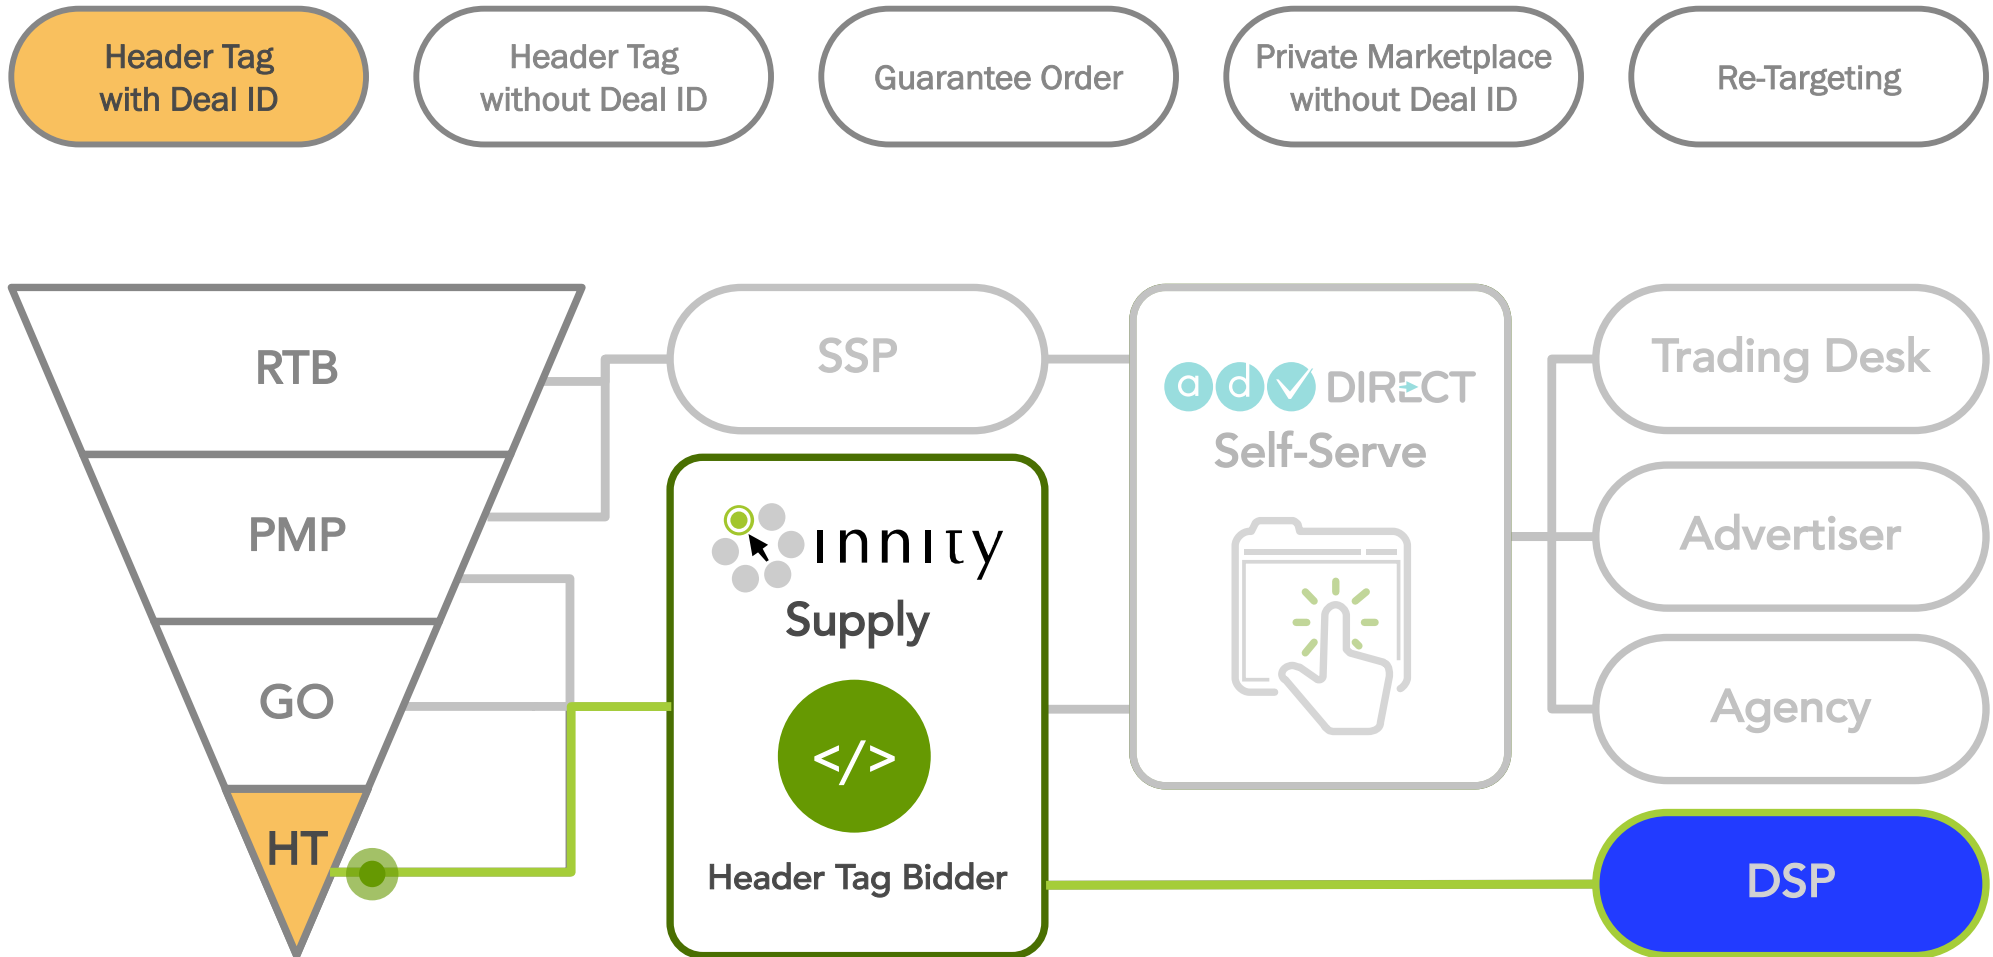 Header Tag
with Deal ID
Header Tag
without Deal ID
Guarantee Order
Private Marketplace
without Deal ID
Re-Targeting
RTB
PMP
GO
HT
SSP
innity
Supply
</>
Header Tag Bidder
adv DIRECT
Self-Serve
Trading Desk
Advertiser
Agency
DSP